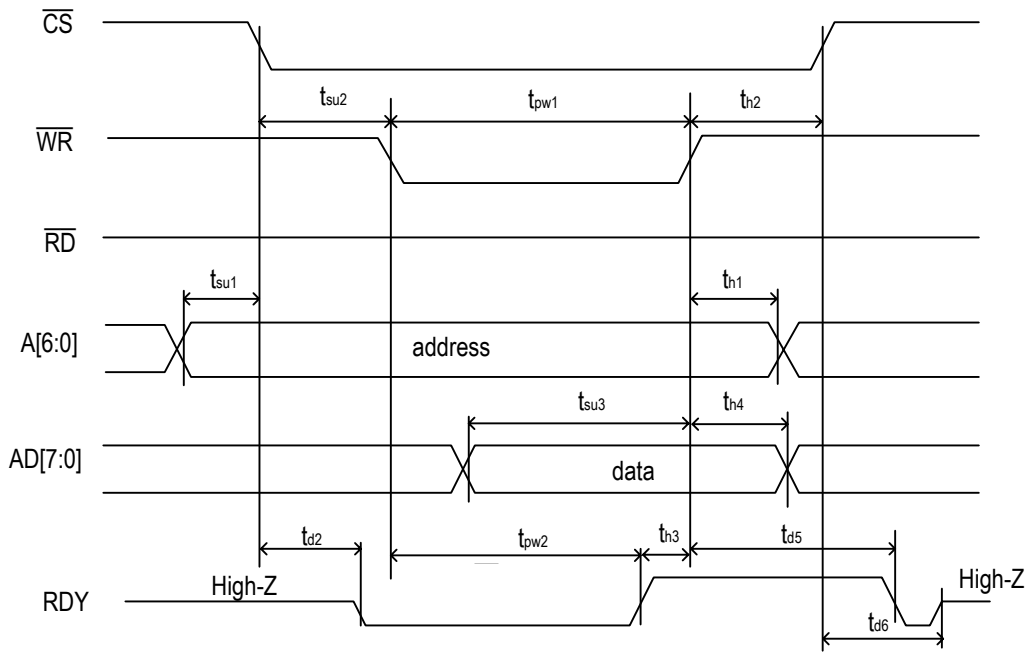 CS
tsu2 tpw1 th2
WR
RD
tsu1 th1
A[6:0] address
tsu3 th4
AD[7:0] data
td2 tpw2 th3 td5
RDY High-Z High-Z
td6